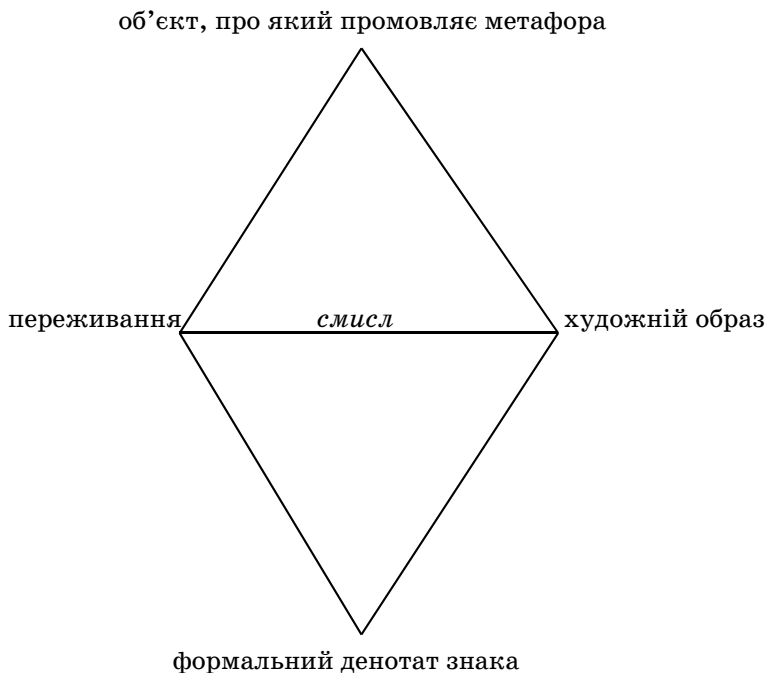 об’єкт, про який промовляє метафора
переживання
смисл
художній образ
формальний денотат знака